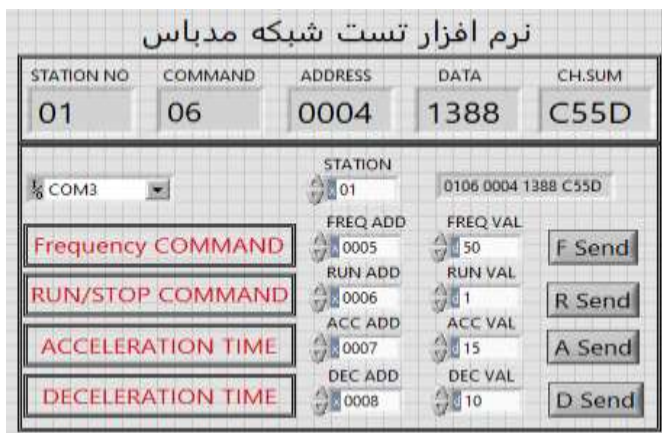 نرم افزار تست شبکه مدباس
STATION NO COMMAND ADDRESS DATA CH.SUM
01 06 0004 1388 C55D
STATION
COM3 x 01 0106 0004 1388 C55D
FREQ ADD FREQ VAL
Frequency COMMAND x 0005 d 50 F Send
RUN ADD RUN VAL
RUN/STOP COMMAND x 0006 d 1 R Send
ACC ADD ACC VAL
ACCELERATION TIME x 0007 d 15 A Send
DEC ADD DEC VAL
DECELERATION TIME x 0008 d 10 D Send